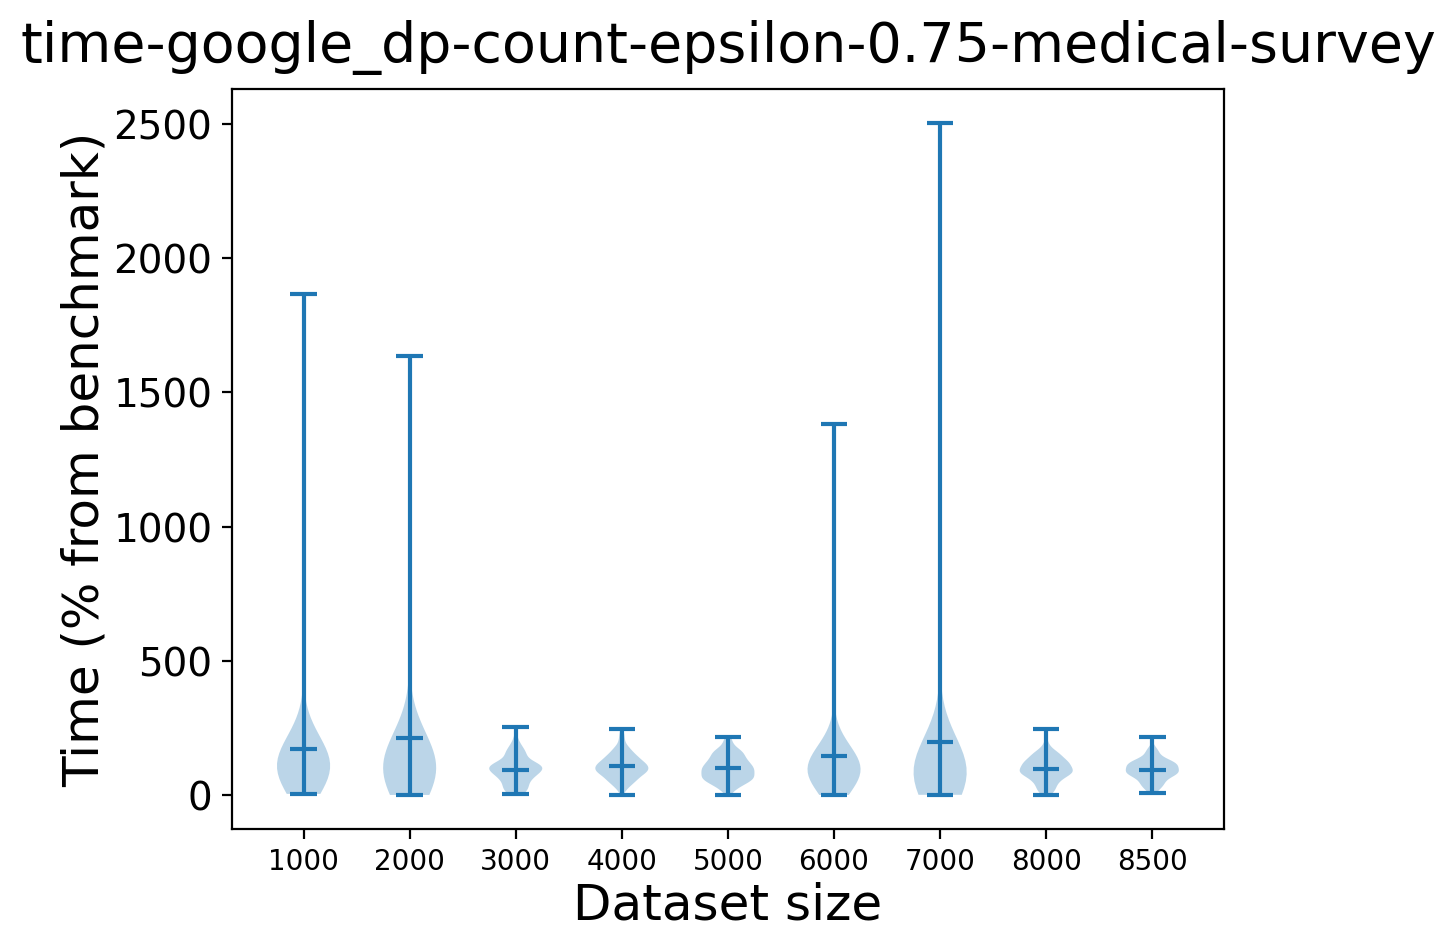 time-google_dp-count-epsilon-0.75-medical-survey
Time (% from benchmark)
2500
2000
1500
1000
500
0
1000 2000 3000 4000 5000 6000 7000 8000 8500
Dataset size